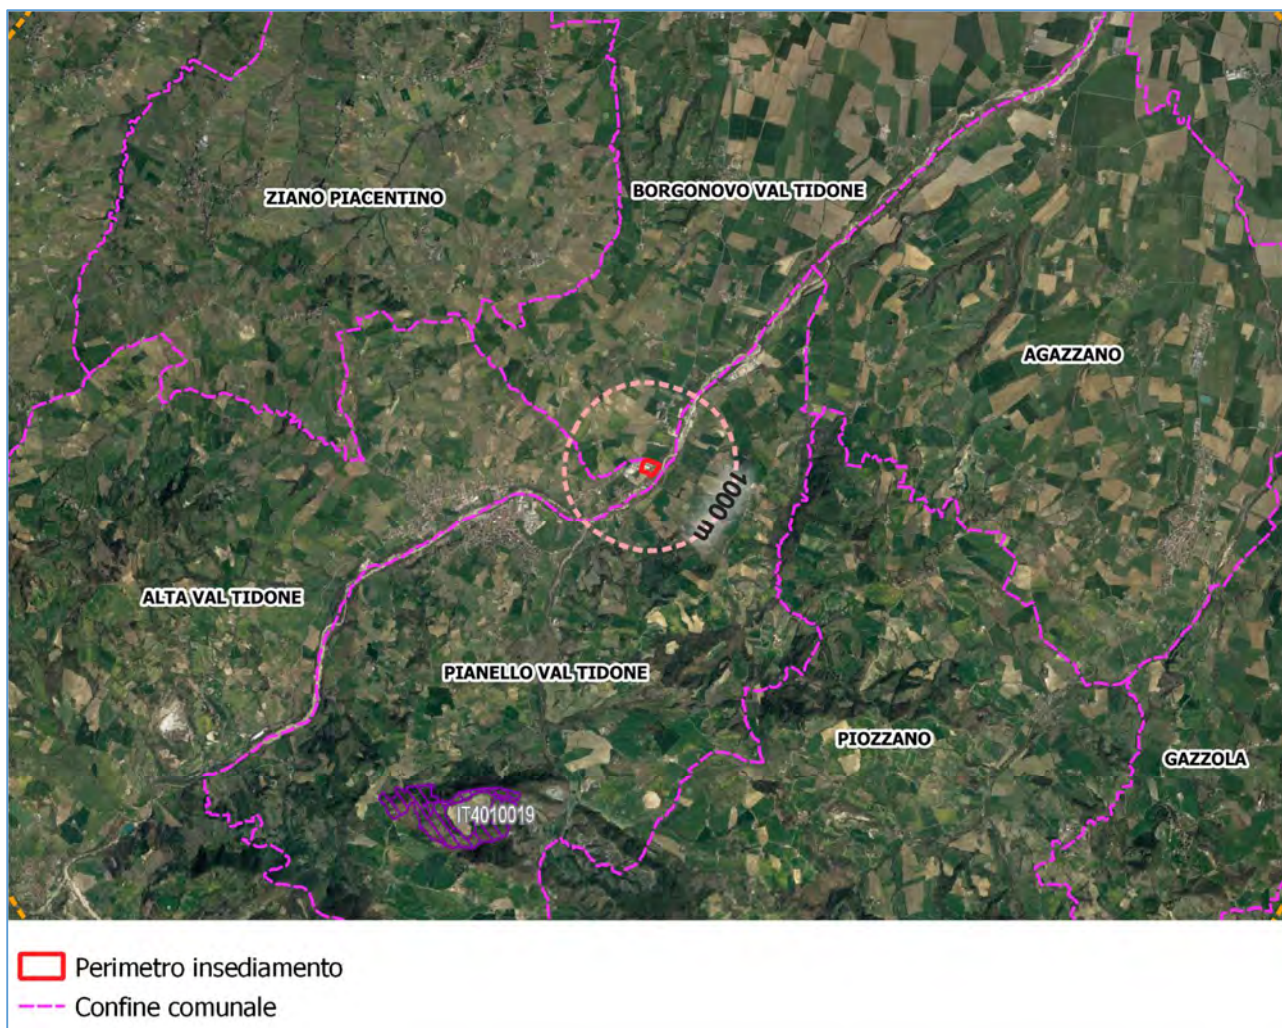 ZIANO PIACENTINO
BORGONOVO VAL TIDONE
AGAZZANO
1000 m
ALTA VAL TIDONE
PIANELLO VAL TIDONE
PIOZZANO
GAZZOLA
IT4010019
Perimetro insediamento
Confine comunale